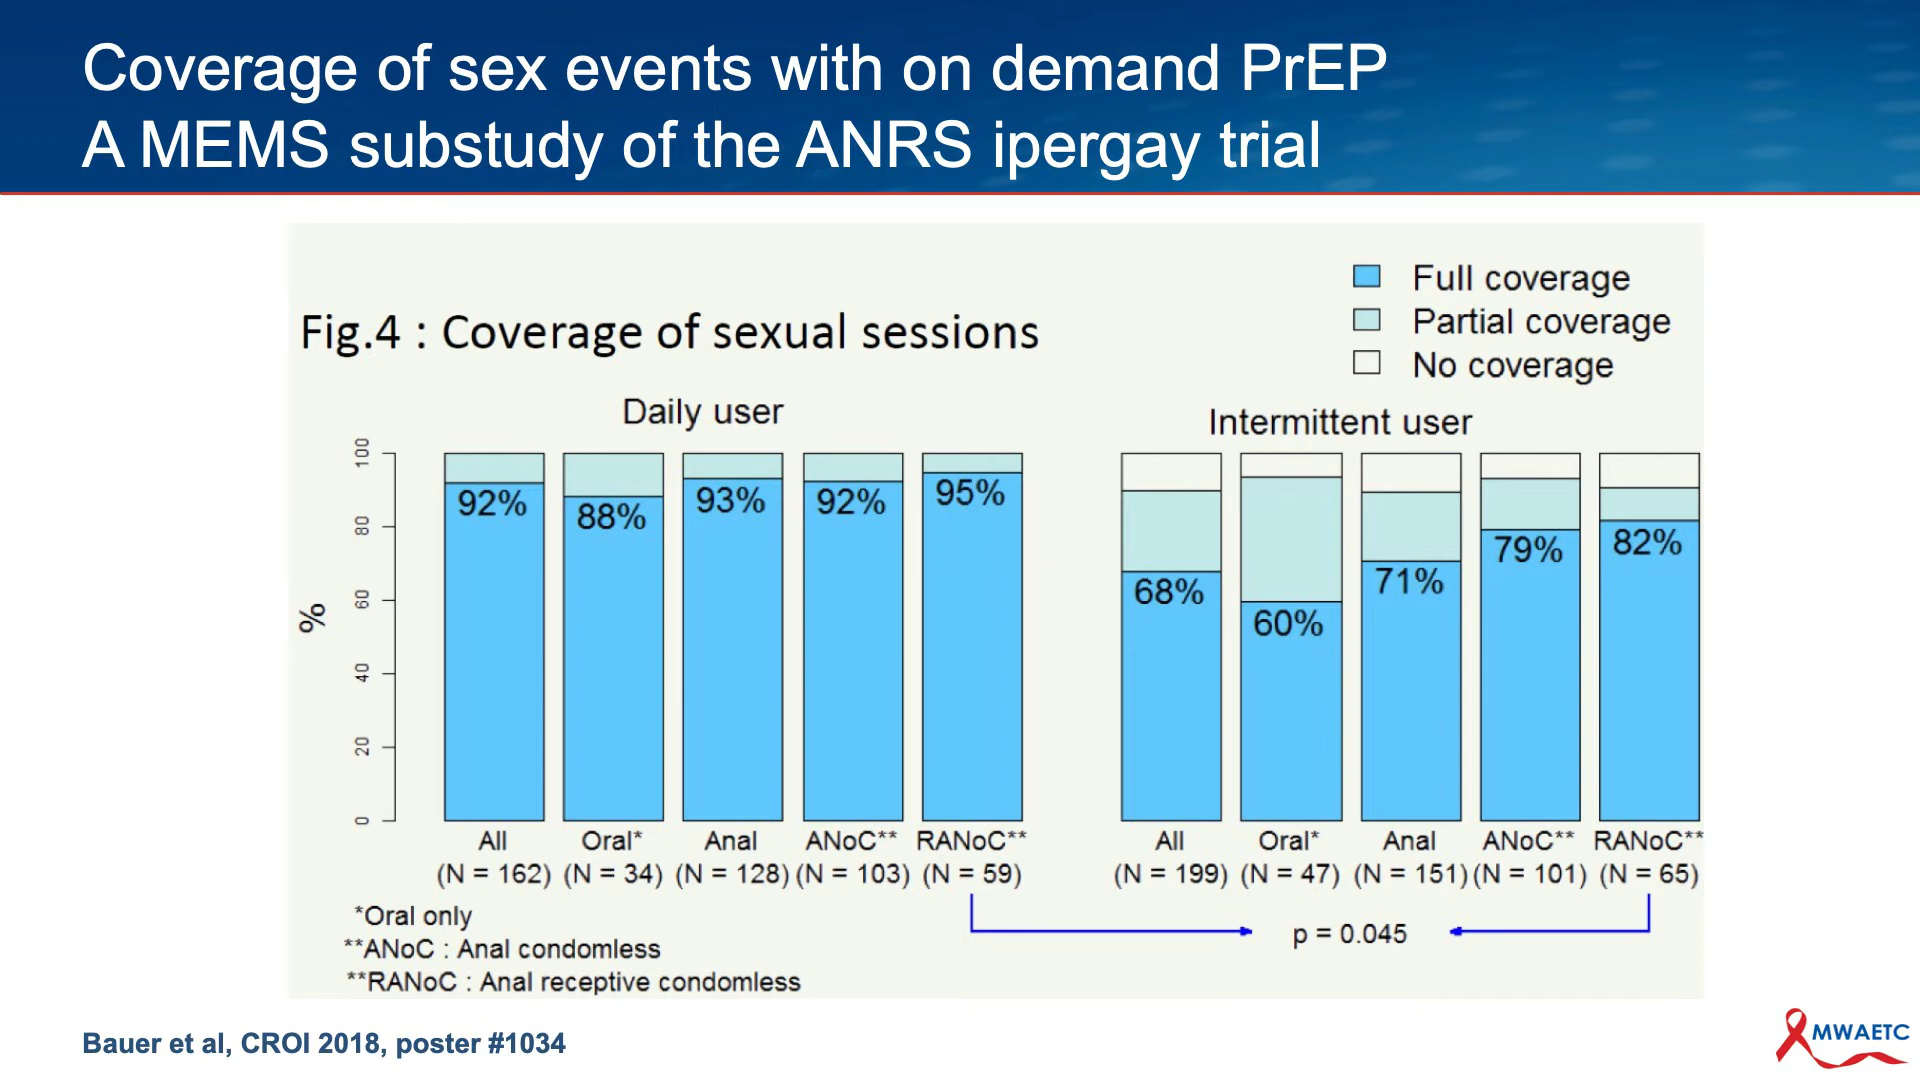 Coverage of sex events with on demand PrEP
A MEMS substudy of the ANRS ipergay trial
Full coverage
Partial coverage
No coverage
Fig.4 : Coverage of sexual sessions
Daily user
Intermittent user
%
100
80
60
40
20
0
92%
88%
93%
92%
95%
68%
60%
71%
79%
82%
All
Oral*
Anal
ANoC**
RANoC**
(N = 162)
(N = 34)
(N = 128)
(N = 103)
(N = 59)
All
Oral*
Anal
ANoC**
RANoC**
(N = 199)
(N = 47)
(N = 151)
(N = 101)
(N = 65)
p = 0.045
*Oral only
**ANoC : Anal condomless
**RANoC : Anal receptive condomless
Bauer et al, CROI 2018, poster #1034
MWAETC